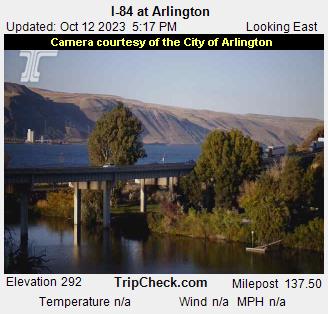 I-84 at Arlington
Updated: Oct 12 2023 5:17 PM Looking East
Camera courtesy of the City of Arlington
Elevation 292 TripCheck.com Milepost 137.50
Temperature n/a Wind n/a MPH n/a